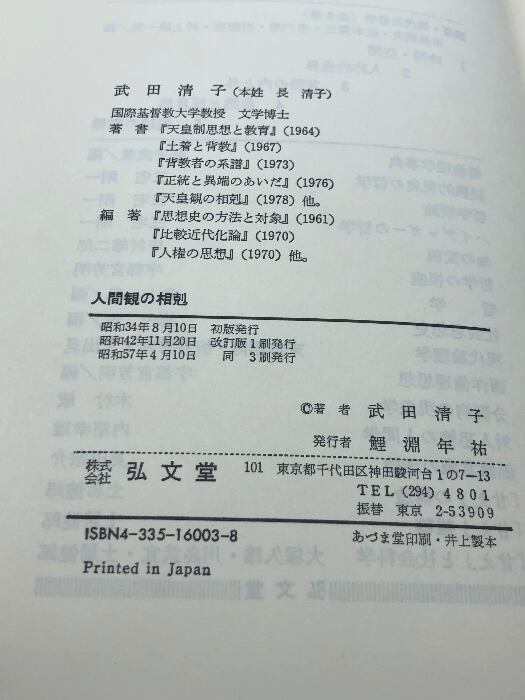 武田清子(本姓 長 清子)
国際基督教大学教授 文学博士
著書『天皇制思想と教育』(1964)
『土着と背教』(1967)
『背教者の系譜』(1973)
『正統と異端のあいだ』(1976)
『天皇観の相剋』(1978)他。
編著『思想史の方法と対象』(1961)
『比較近代化論』(1970)
『人権の思想』(1970)他。
人間観の相剋
昭和34年8月10日 初版発行
昭和42年11月20日 改訂版1刷発行
昭和57年4月10日 同 3刷発行
©著者 武田清子
発行者 鯉淵年祐
株式会社 弘文堂 101 東京都千代田区神田駿河台1の7-13
TEL(294)4801
振替 東京 2-53909
ISBN4-335-16003-8 あづま堂印刷・井上製本
Printed in Japan